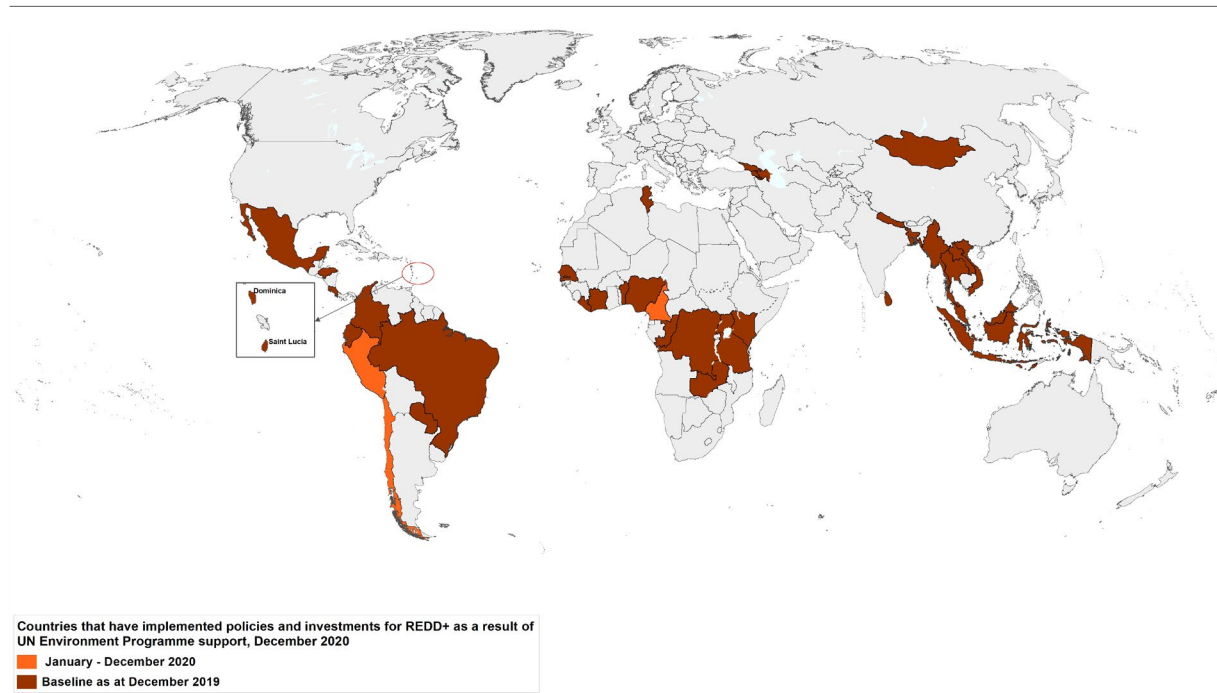 Dominica
Saint Lucia
Countries that have implemented policies and investments for REDD+ as a result of
UN Environment Programme support, December 2020
January - December 2020
Baseline as at December 2019